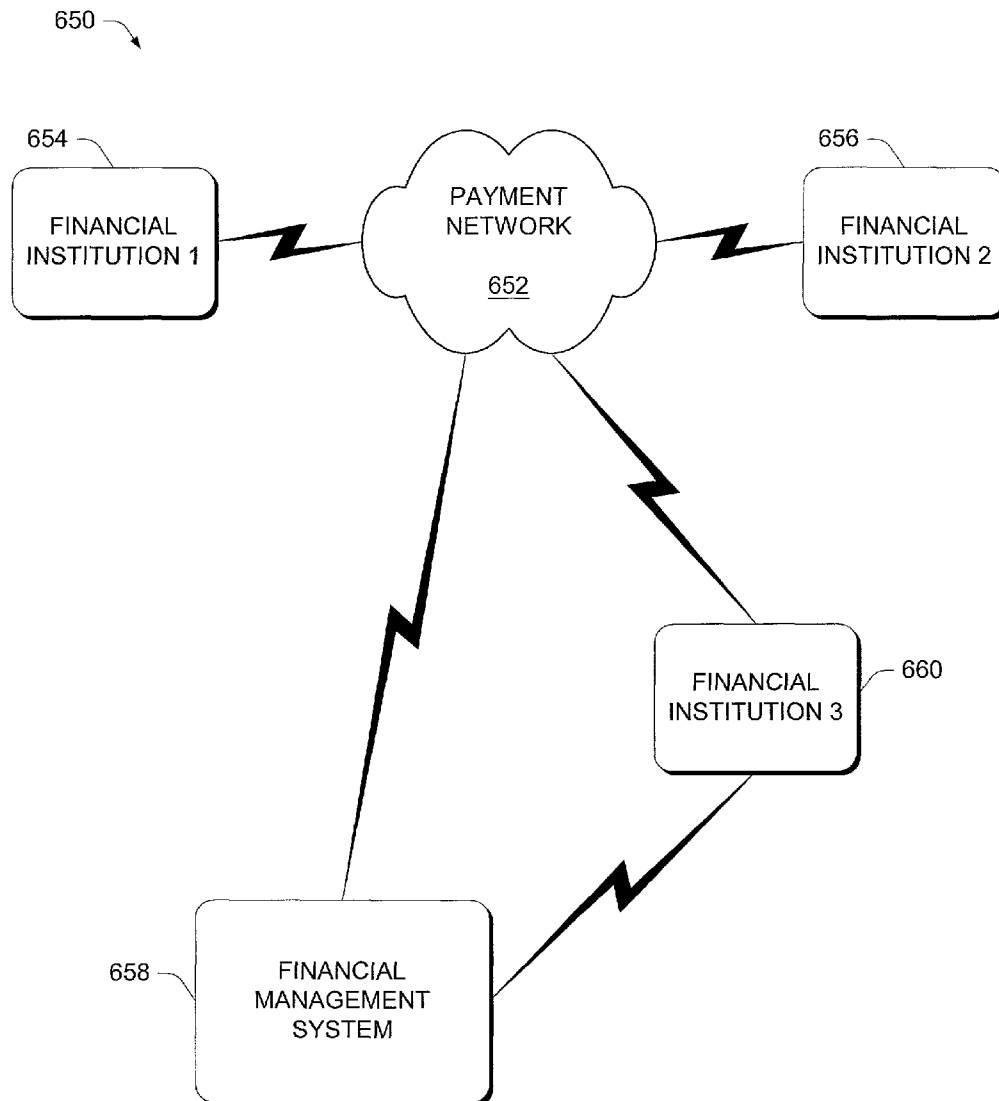 650
654
656
FINANCIAL
INSTITUTION 1
PAYMENT
NETWORK
652
FINANCIAL
INSTITUTION 2
FINANCIAL
INSTITUTION 3
660
658
FINANCIAL
MANAGEMENT
SYSTEM